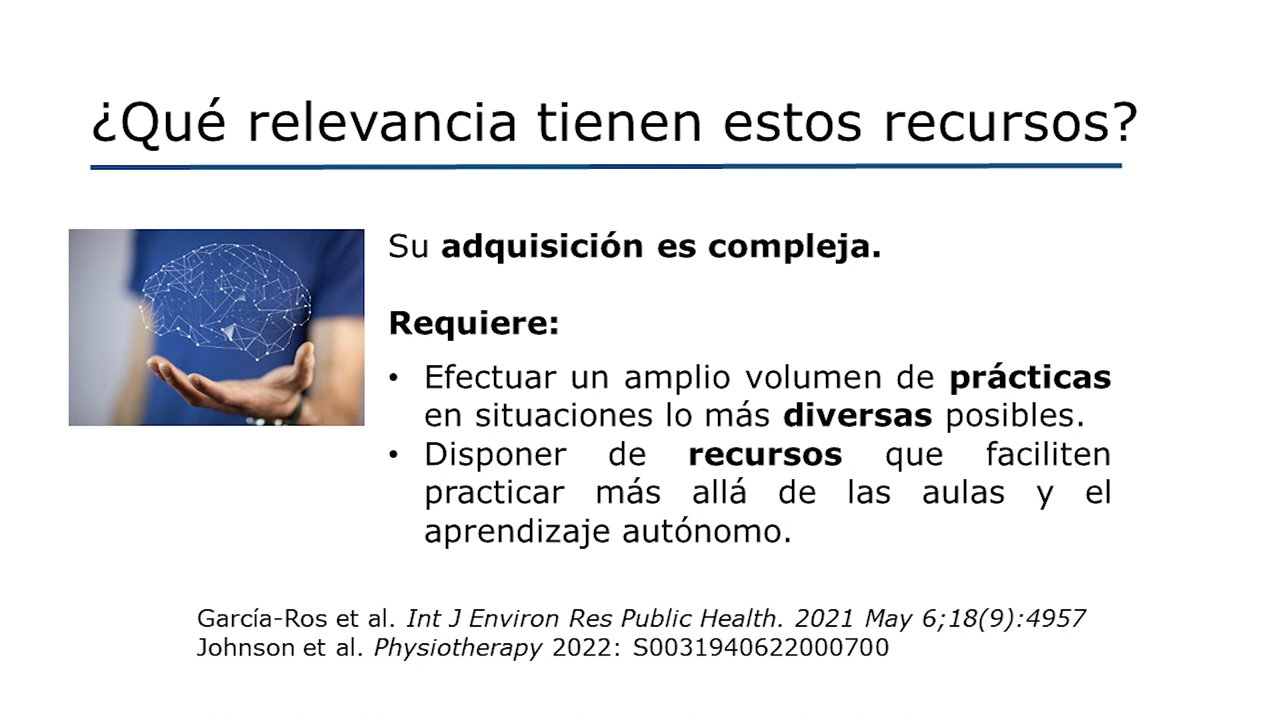 ¿Qué relevancia tienen estos recursos?
Su adquisición es compleja.
Requiere:
• Efectuar un amplio volumen de prácticas
en situaciones lo más diversas posibles.
• Disponer de recursos que faciliten
practicar más allá de las aulas y el
aprendizaje autónomo.
García-Ros et al. Int J Environ Res Public Health. 2021 May 6;18(9):4957
Johnson et al. Physiotherapy 2022: S0031940622000700